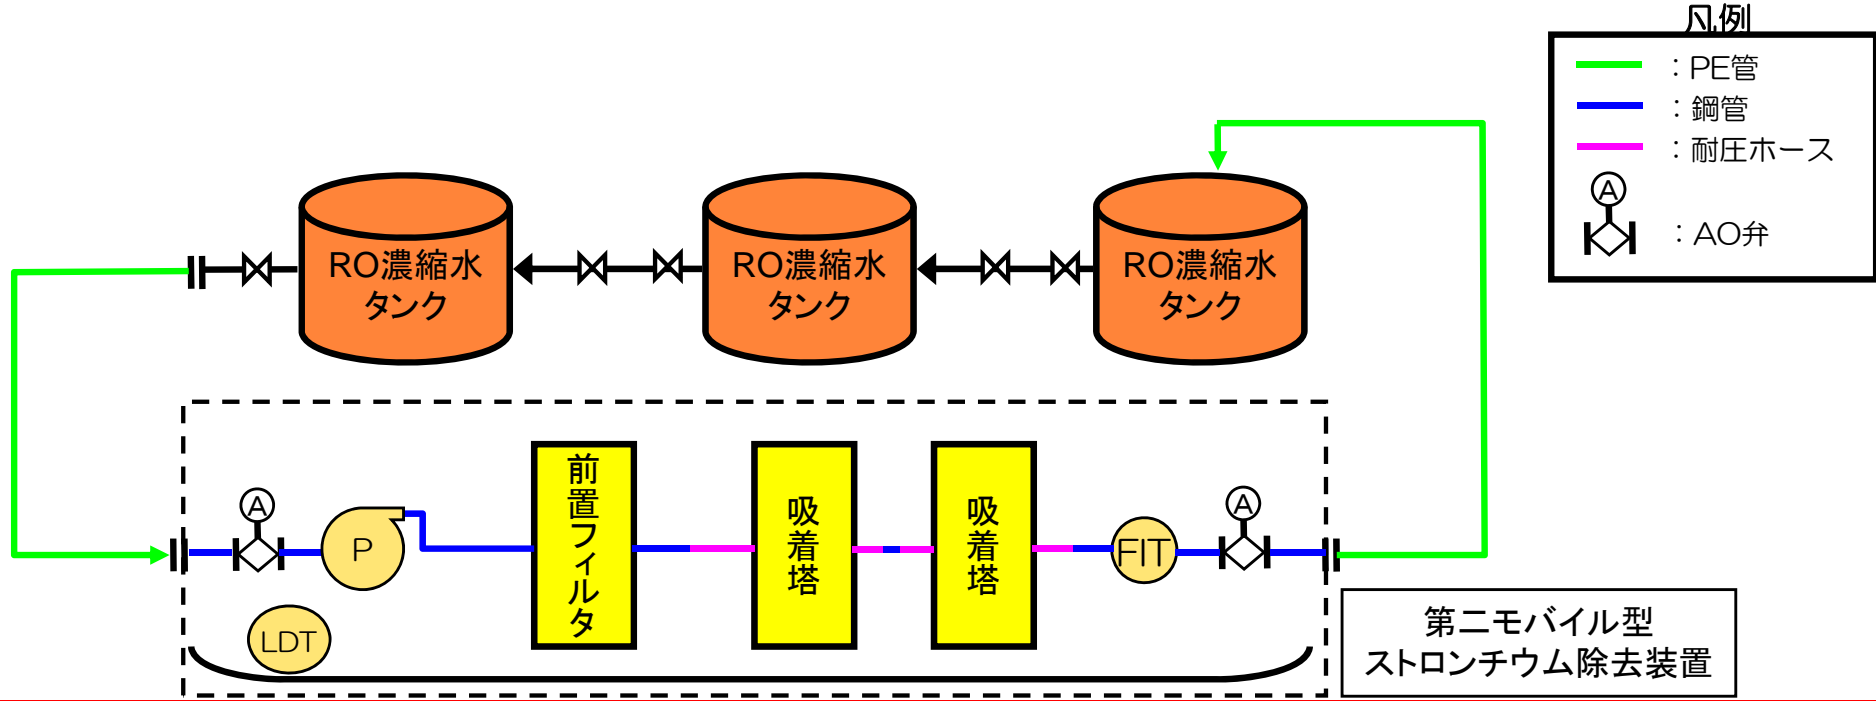 凡例
：PE管
：鋼管
：耐圧ホース
A
：AO弁
RO濃縮水
タンク
RO濃縮水
タンク
RO濃縮水
タンク
A
P
LDT
前置フィルタ
吸着塔
吸着塔
FIT
A
第二モバイル型
ストロンチウム除去装置